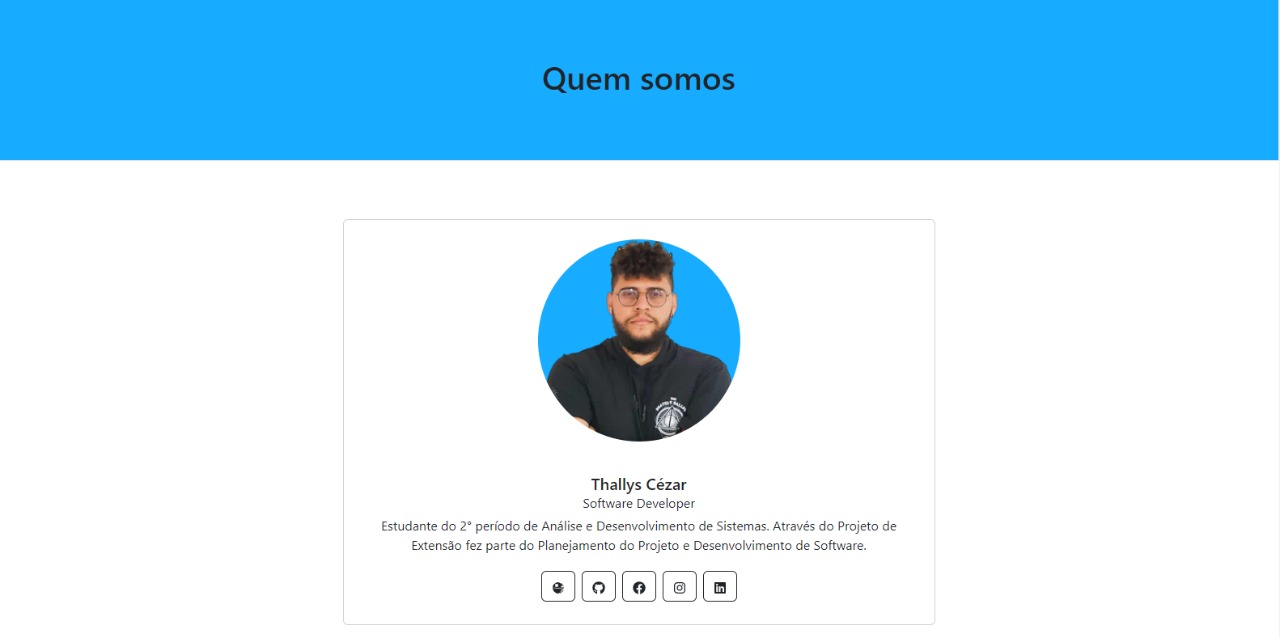 Quem somos
Thallys Cézar
Software Developer
Estudante do 2° período de Análise e Desenvolvimento de Sistemas. Através do Projeto de
Extensão fez parte do Planejamento do Projeto e Desenvolvimento de Software.